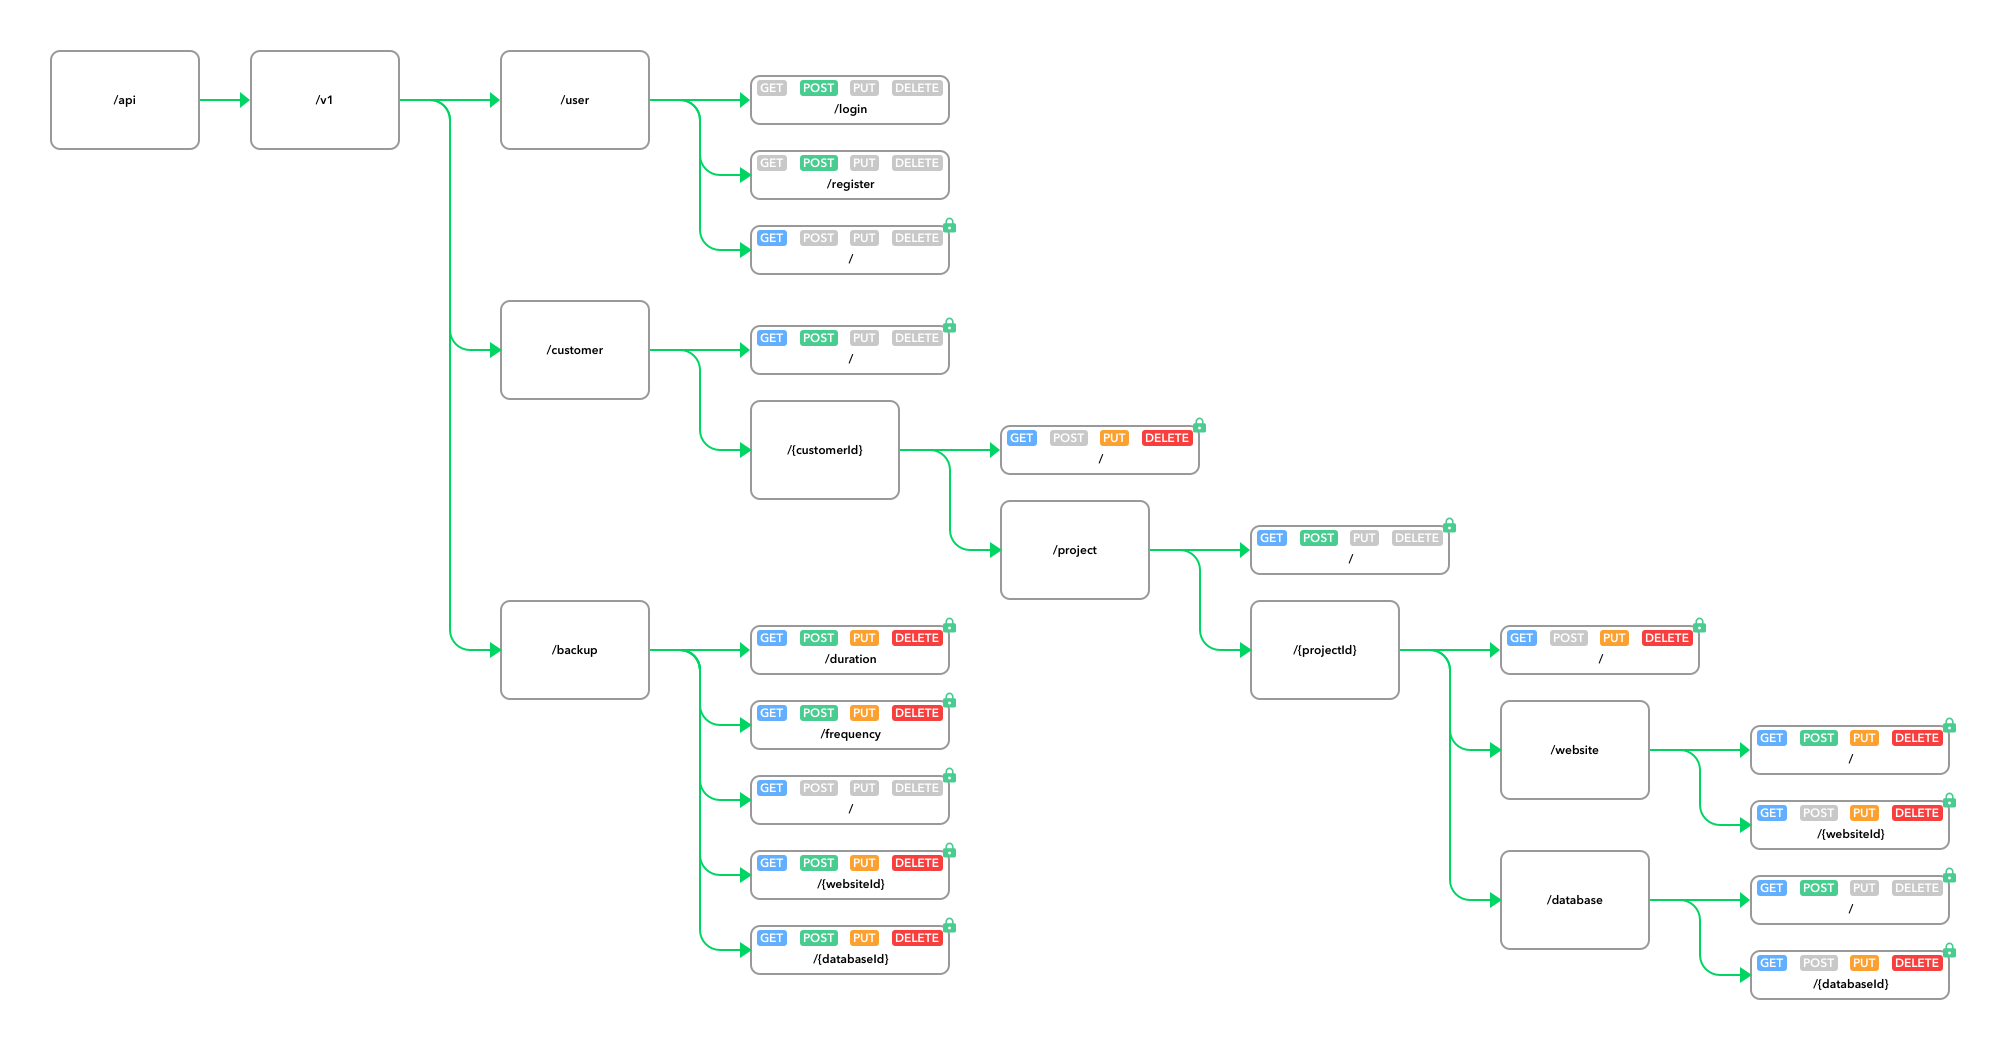 /api
/v1
/user
GET POST PUT DELETE
/login
GET POST PUT DELETE
/register
GET POST PUT DELETE
/
/customer
GET POST PUT DELETE
/
/{customerId}
GET POST PUT DELETE
/
/project
GET POST PUT DELETE
/
/{projectId}
GET POST PUT DELETE
/
/website
GET POST PUT DELETE
/
GET POST PUT DELETE
/{websiteId}
/database
GET POST PUT DELETE
/
GET POST PUT DELETE
/{databaseId}
/backup
GET POST PUT DELETE
/duration
GET POST PUT DELETE
/frequency
GET POST PUT DELETE
/
GET POST PUT DELETE
/{websiteId}
GET POST PUT DELETE
/{databaseId}